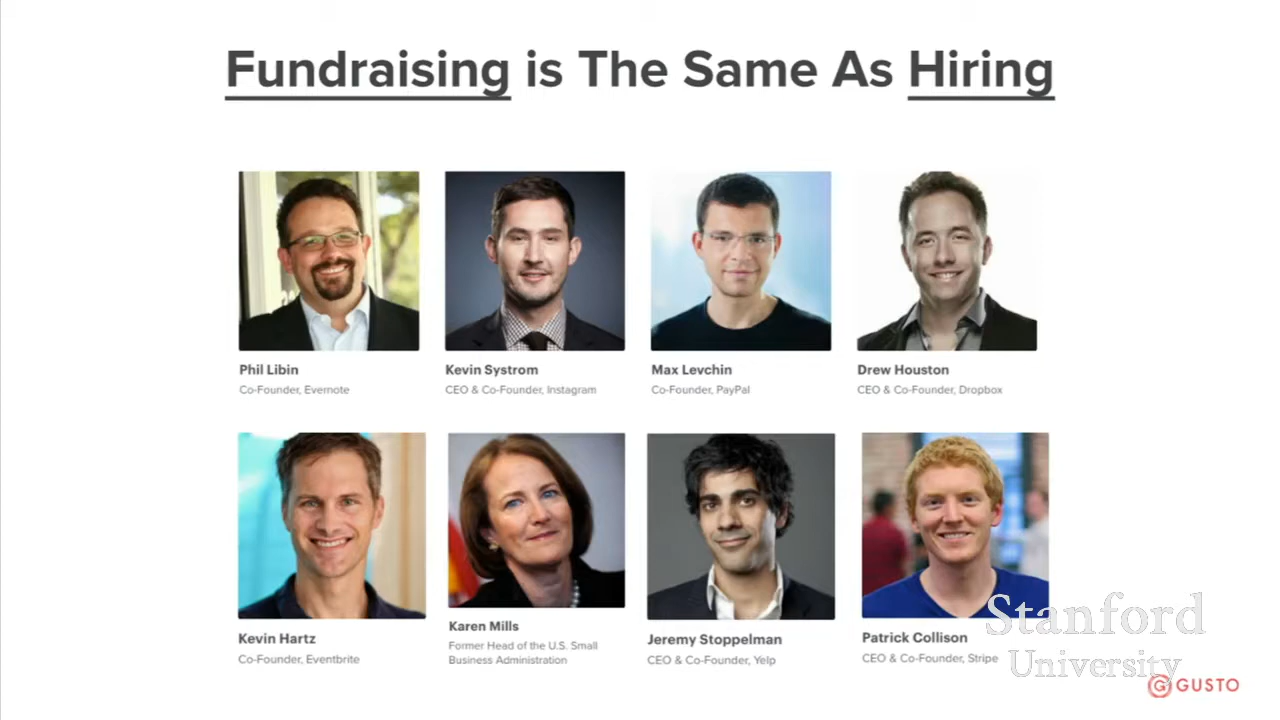 Fundraising is The Same As Hiring
Phil Libin
Co-Founder, Evernote
Kevin Systrom
CEO & Co-Founder, Instagram
Max Levchin
Co-Founder, PayPal
Drew Houston
CEO & Co-Founder, Dropbox
Kevin Hartz
Co-Founder, Eventbrite
Karen Mills
Former Head of the U.S. Small
Business Administration
Jeremy Stoppelman
CEO & Co-Founder, Yelp
Patrick Collison
CEO & Co-Founder, Stripe
Stanford
University
GUSTO